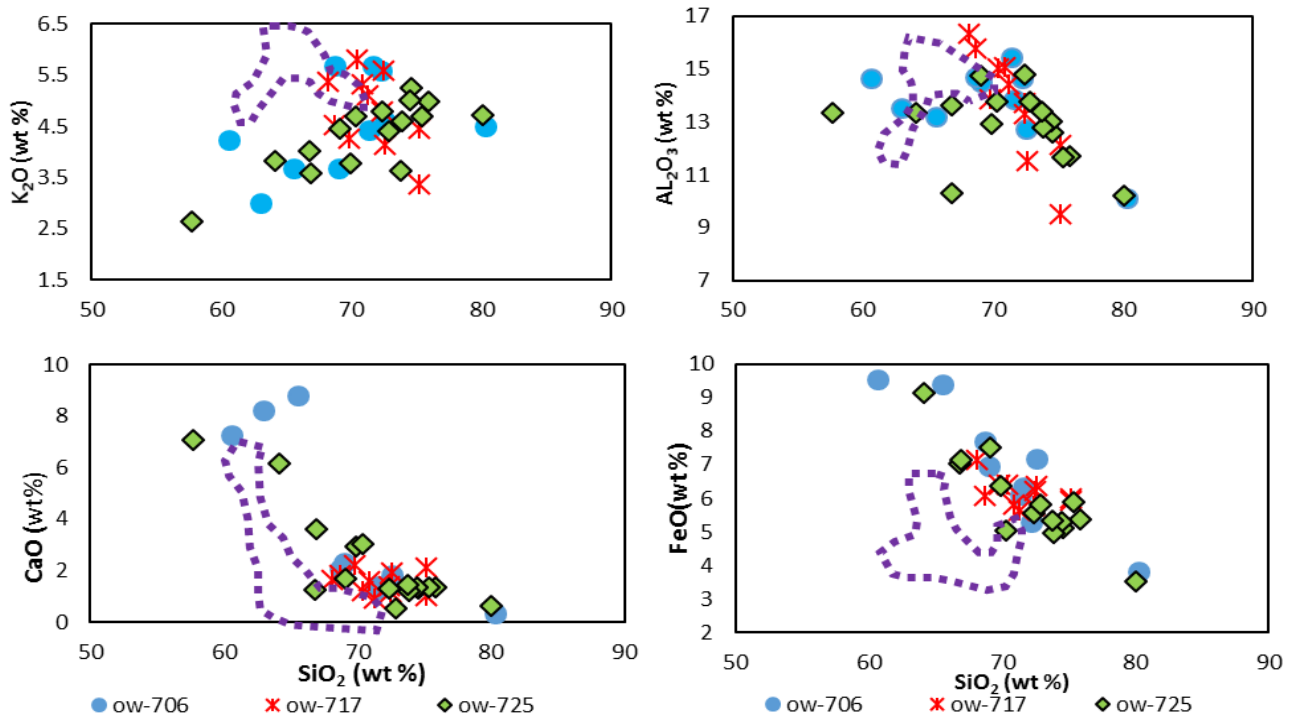 K₂O (wt %)
6.5
5.5
4.5
3.5
2.5
1.5
50 60 70 80 90
AL₂O₃ (wt %)
17
15
13
11
9
7
50 60 70 80 90
CaO (wt%)
10
8
6
4
2
0
50 60 70 80 90
SiO₂ (wt %)
ow-706 ow-717 ow-725
FeO(wt%)
10
9
8
7
6
5
4
3
2
50 60 70 80 90
SiO₂ (wt %)
ow-706 ow-717 ow-725